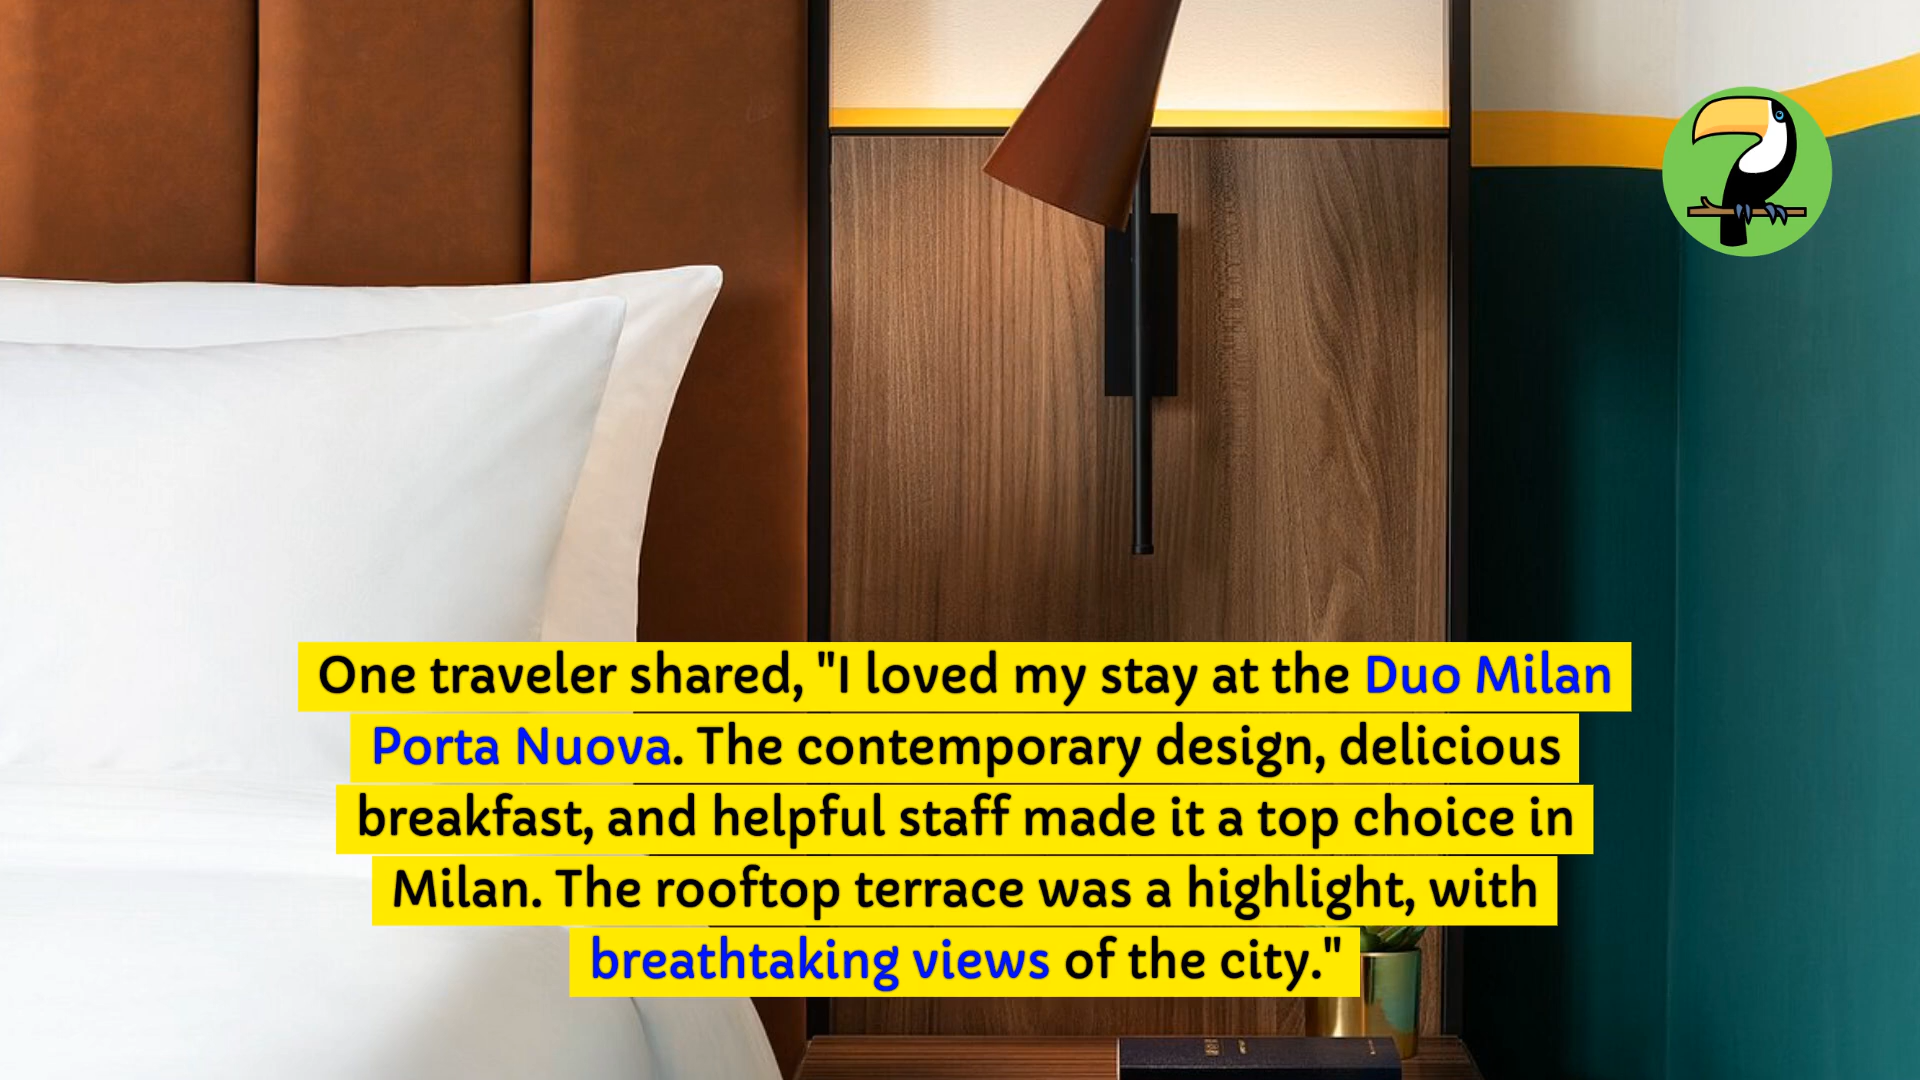 One traveler shared, "I loved my stay at the Duo Milan
Porta Nuova. The contemporary design, delicious
breakfast, and helpful staff made it a top choice in
Milan. The rooftop terrace was a highlight, with
breathtaking views of the city."